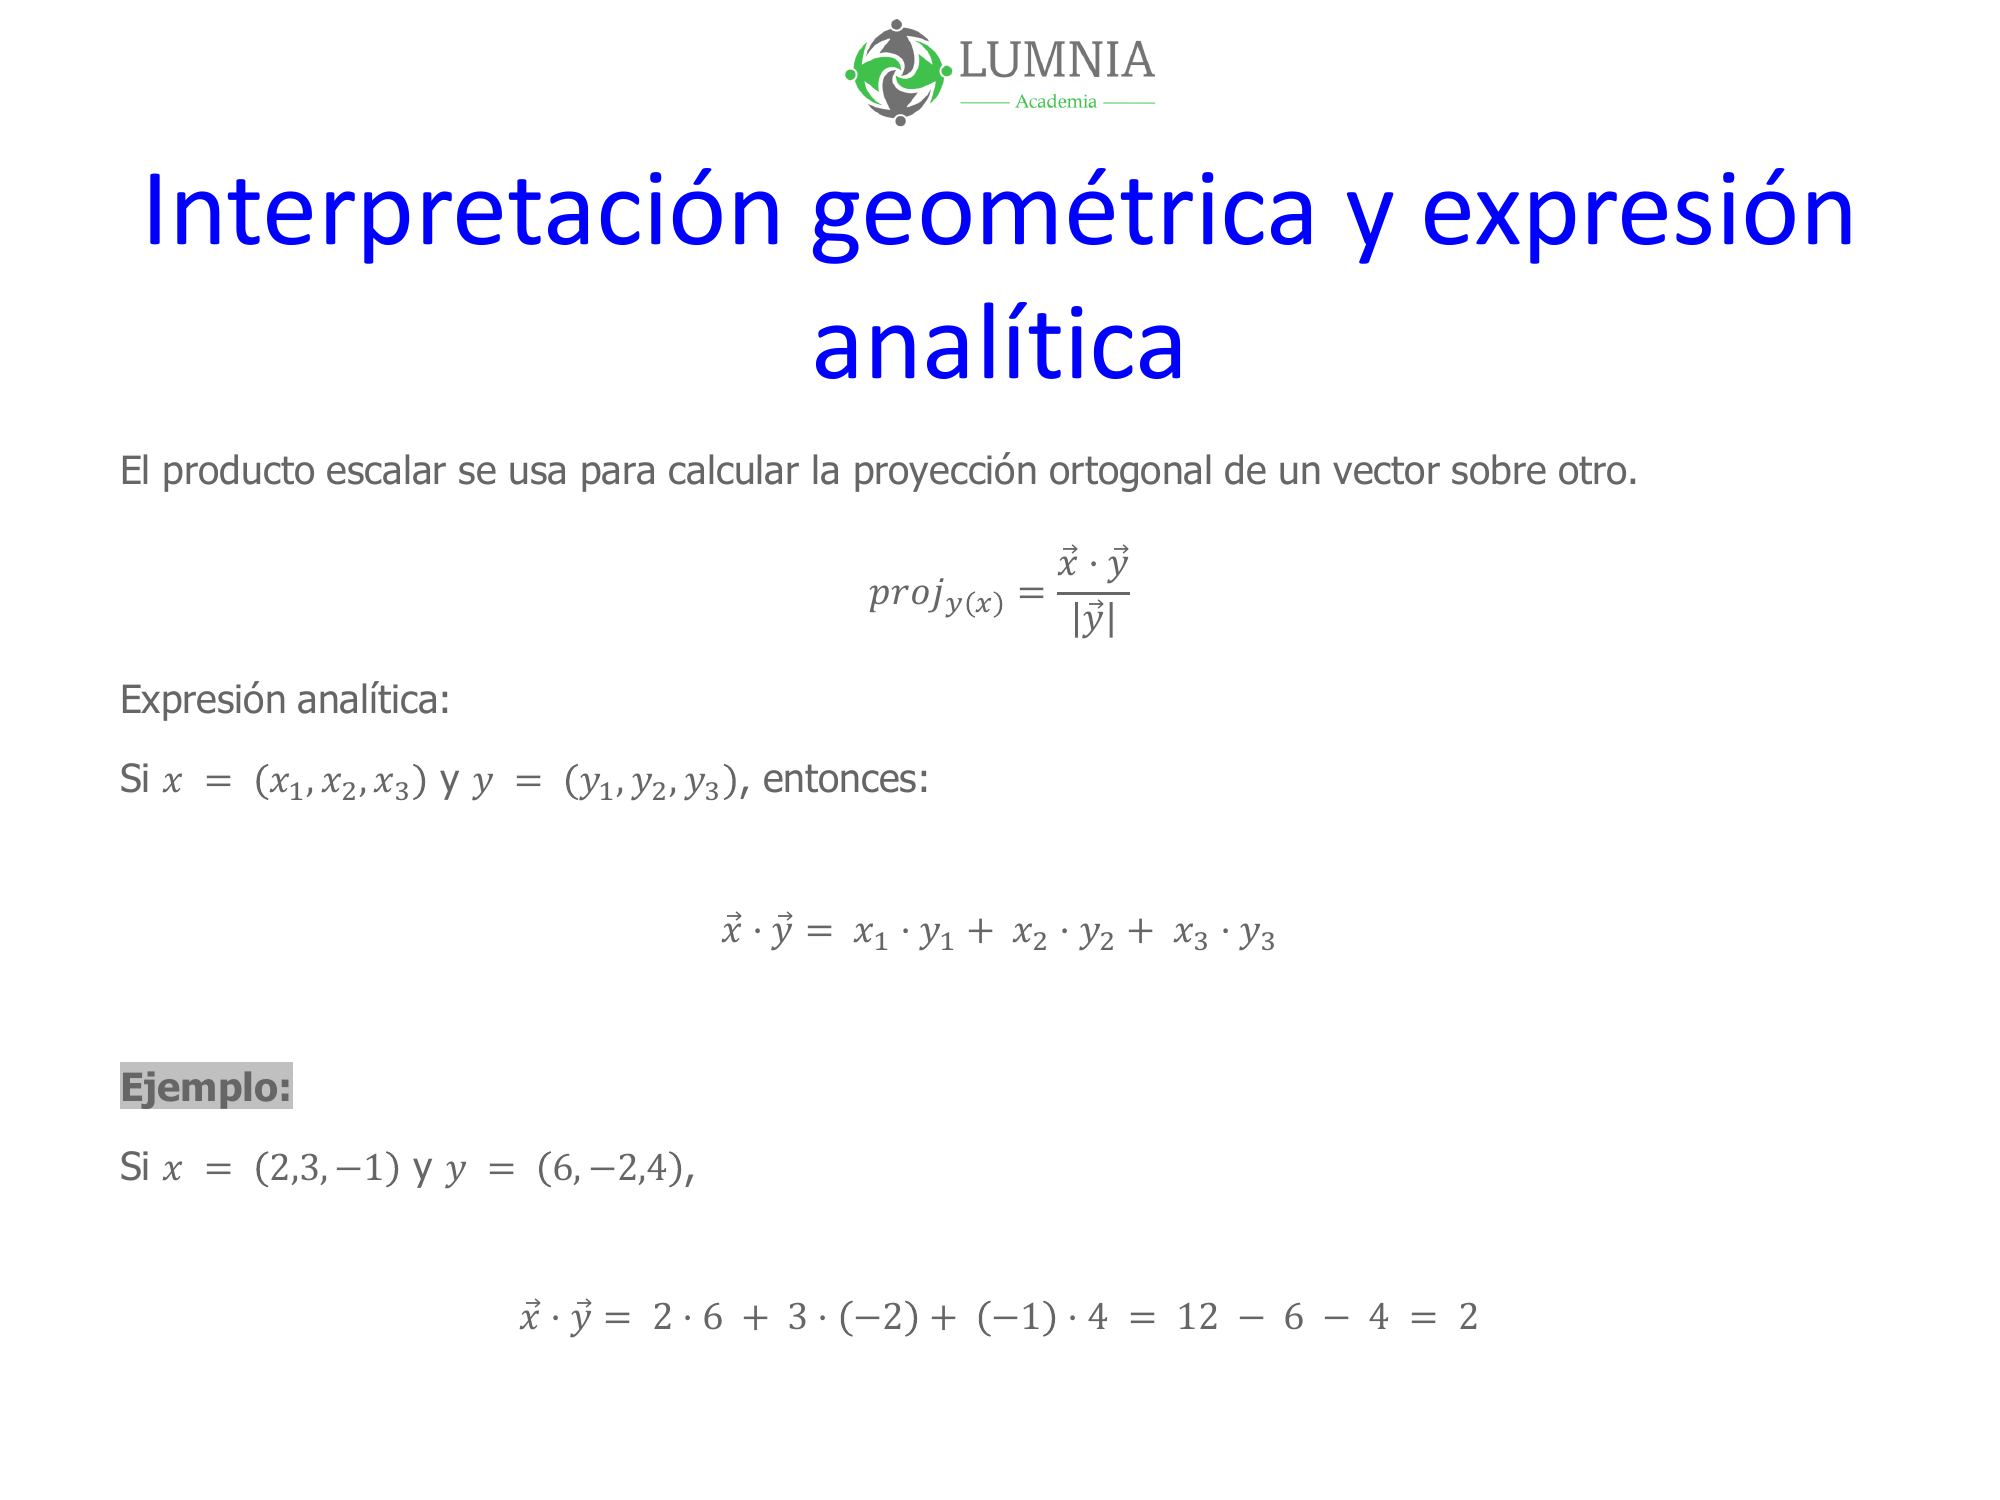 LUMNIA
Academia
Interpretación geométrica y expresión
analítica
El producto escalar se usa para calcular la proyección ortogonal de un vector sobre otro.
$proj_{y(x)} = \frac{\vec{x} \cdot \vec{y}}{|\vec{y}|}$
Expresión analítica:
Si $x = (x_1, x_2, x_3)$ y $y = (y_1, y_2, y_3)$, entonces:
$\vec{x} \cdot \vec{y} = x_1 \cdot y_1 + x_2 \cdot y_2 + x_3 \cdot y_3$
Ejemplo:
Si $x = (2,3,-1)$ y $y = (6,-2,4)$,
$\vec{x} \cdot \vec{y} = 2 \cdot 6 + 3 \cdot (-2) + (-1) \cdot 4 = 12 - 6 - 4 = 2$